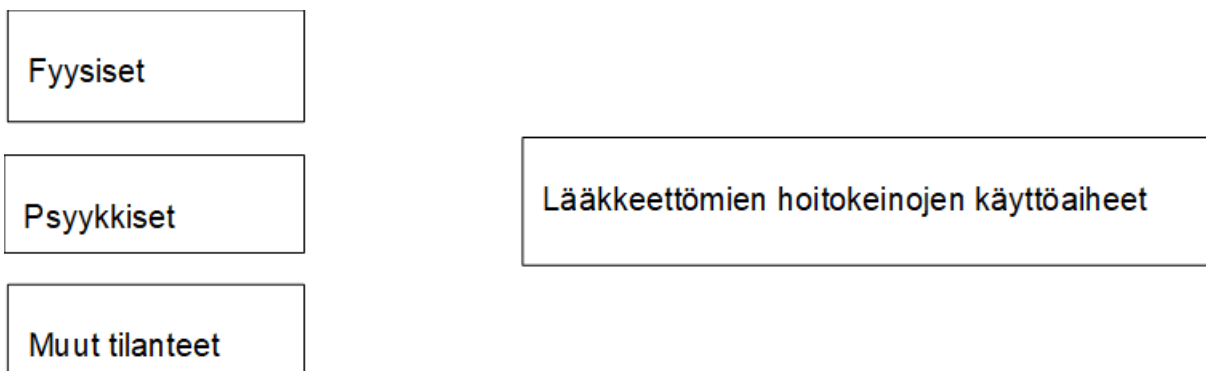 Fyysiset
Psyykkiset
Muut tilanteet
Lääkkeettömien hoitokeinojen käyttöaiheet